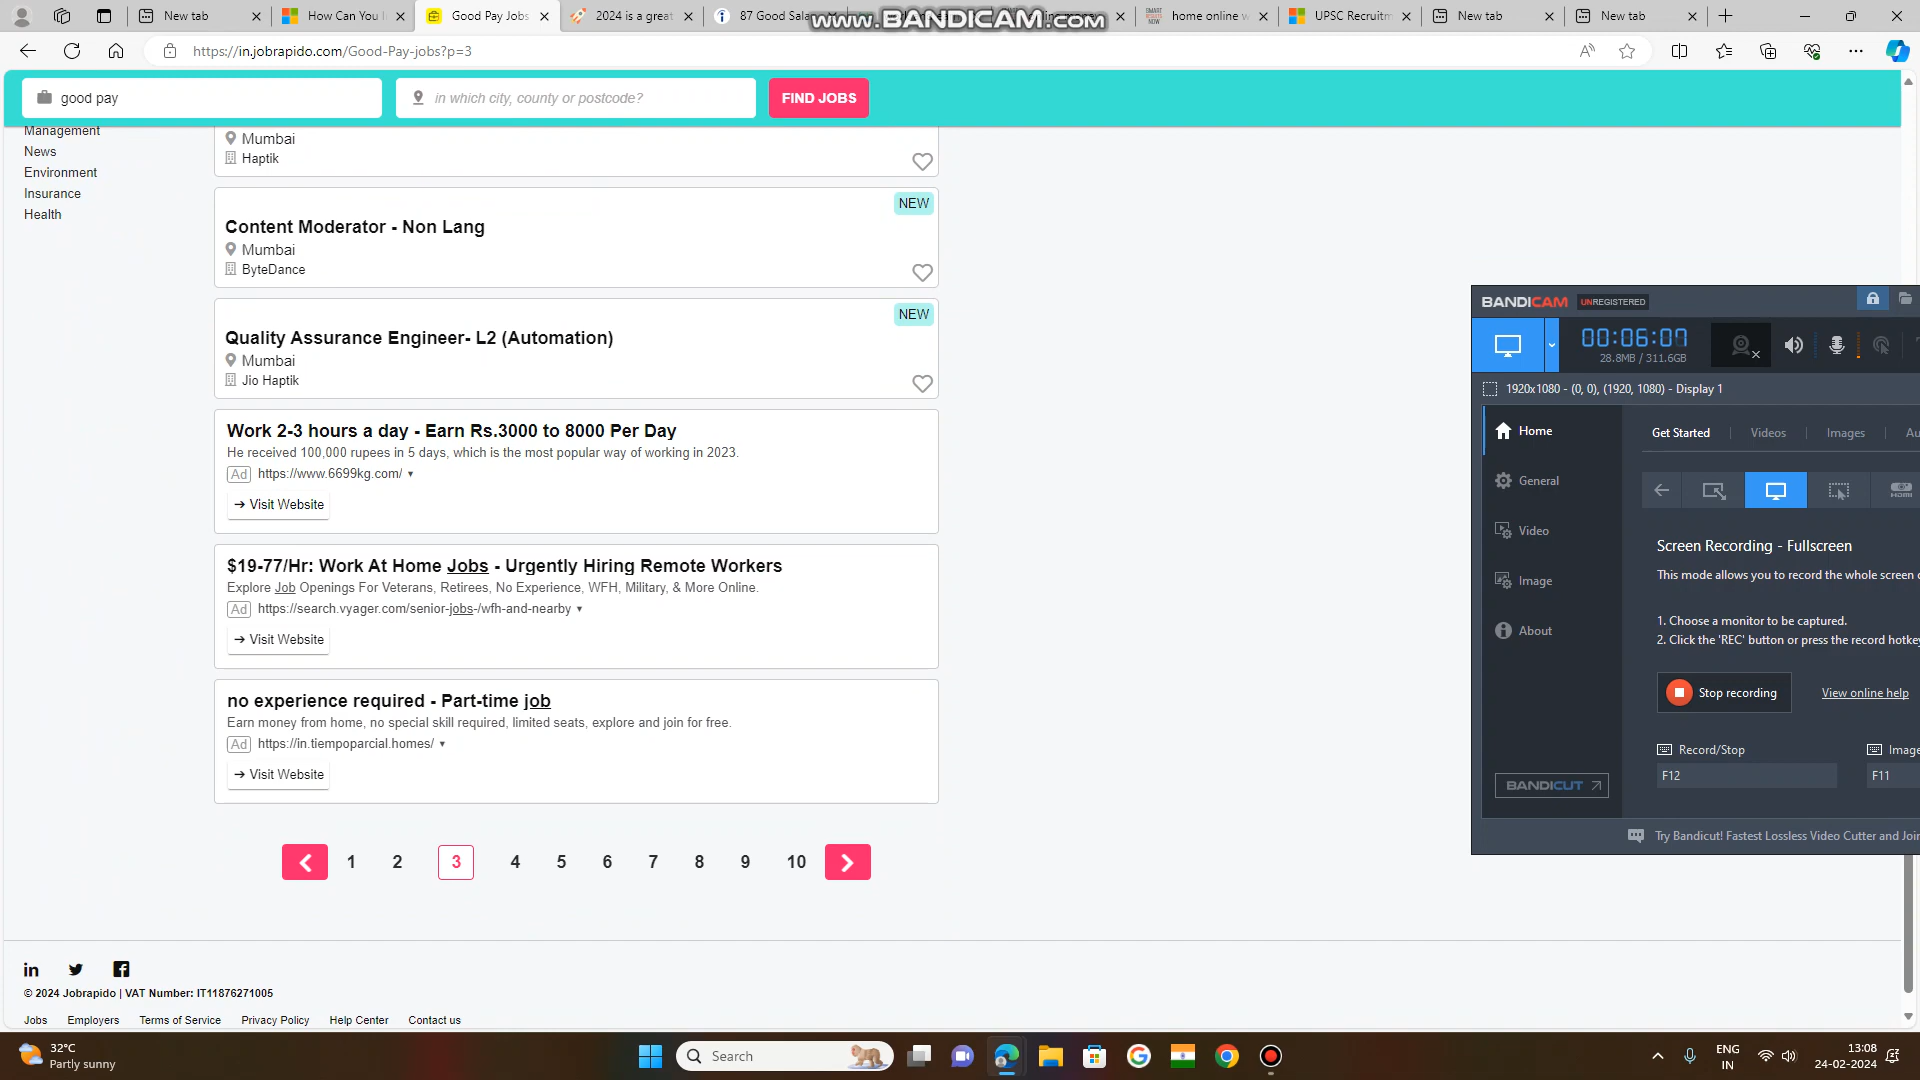 New tab
How Can You
Good Pay Jobs
2024 is a great
87 Good Sala
www.BANDICAM.com
home online w
UPSC Recruitm
New tab
New tab
https://in.jobrapido.com/Good-Pay-jobs?p=3
good pay
in which city, county or postcode?
FIND JOBS
Management
News
Environment
Insurance
Health
Mumbai
Haptik
NEW
Content Moderator - Non Lang
Mumbai
ByteDance
NEW
Quality Assurance Engineer- L2 (Automation)
Mumbai
Jio Haptik
Work 2-3 hours a day - Earn Rs.3000 to 8000 Per Day
He received 100,000 rupees in 5 days, which is the most popular way of working in 2023.
Ad https://www.6699kg.com/
Visit Website
$19-77/Hr: Work At Home Jobs - Urgently Hiring Remote Workers
Explore Job Openings For Veterans, Retirees, No Experience, WFH, Military, & More Online.
Ad https://search.vyager.com/senior-jobs-/wfh-and-nearby
Visit Website
no experience required - Part-time job
Earn money from home, no special skill required, limited seats, explore and join for free.
Ad https://in.tiempoparcial.homes/
Visit Website
1 2 3 4 5 6 7 8 9 10
© 2024 Jobrapido | VAT Number: IT11876271005
Jobs Employers Terms of Service Privacy Policy Help Center Contact us
BANDICAM UNREGISTERED
00:06:07
28.8MB / 311.6GB
1920x1080 - (0, 0), (1920, 1080) - Display 1
Home
General
Video
Image
About
BANDICUT
Get Started Videos Images Au
HDMI
Screen Recording - Fullscreen
This mode allows you to record the whole screen o
1. Choose a monitor to be captured.
2. Click the 'REC' button or press the record hotkey
Stop recording
View online help
Record/Stop
Image
F12
F11
Try Bandicut! Fastest Lossless Video Cutter and Join
32°C
Partly sunny
Search
ENG
IN
13:08
24-02-2024